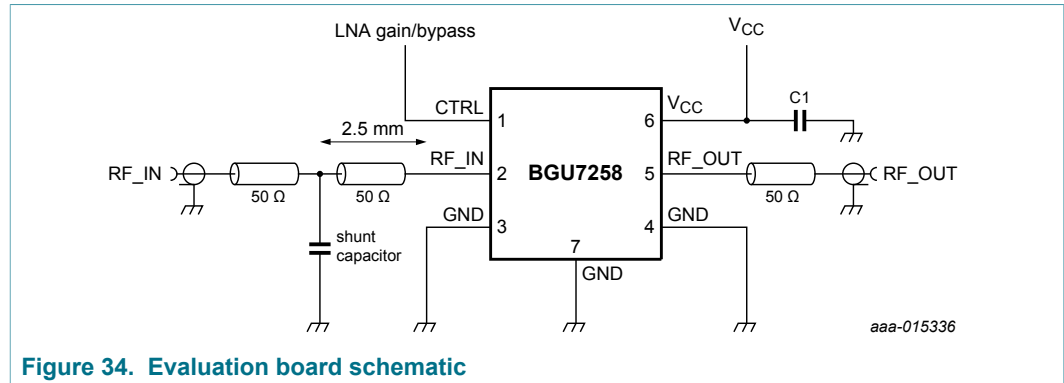 LNA gain/bypass
VCC
C1
CTRL
1
6
VCC
2.5 mm
RF_IN
RF_IN
2
BGU7258
5
RF_OUT
RF_OUT
50 Ω
50 Ω
50 Ω
GND
3
4
GND
shunt
capacitor
7
GND
aaa-015336
Figure 34. Evaluation board schematic